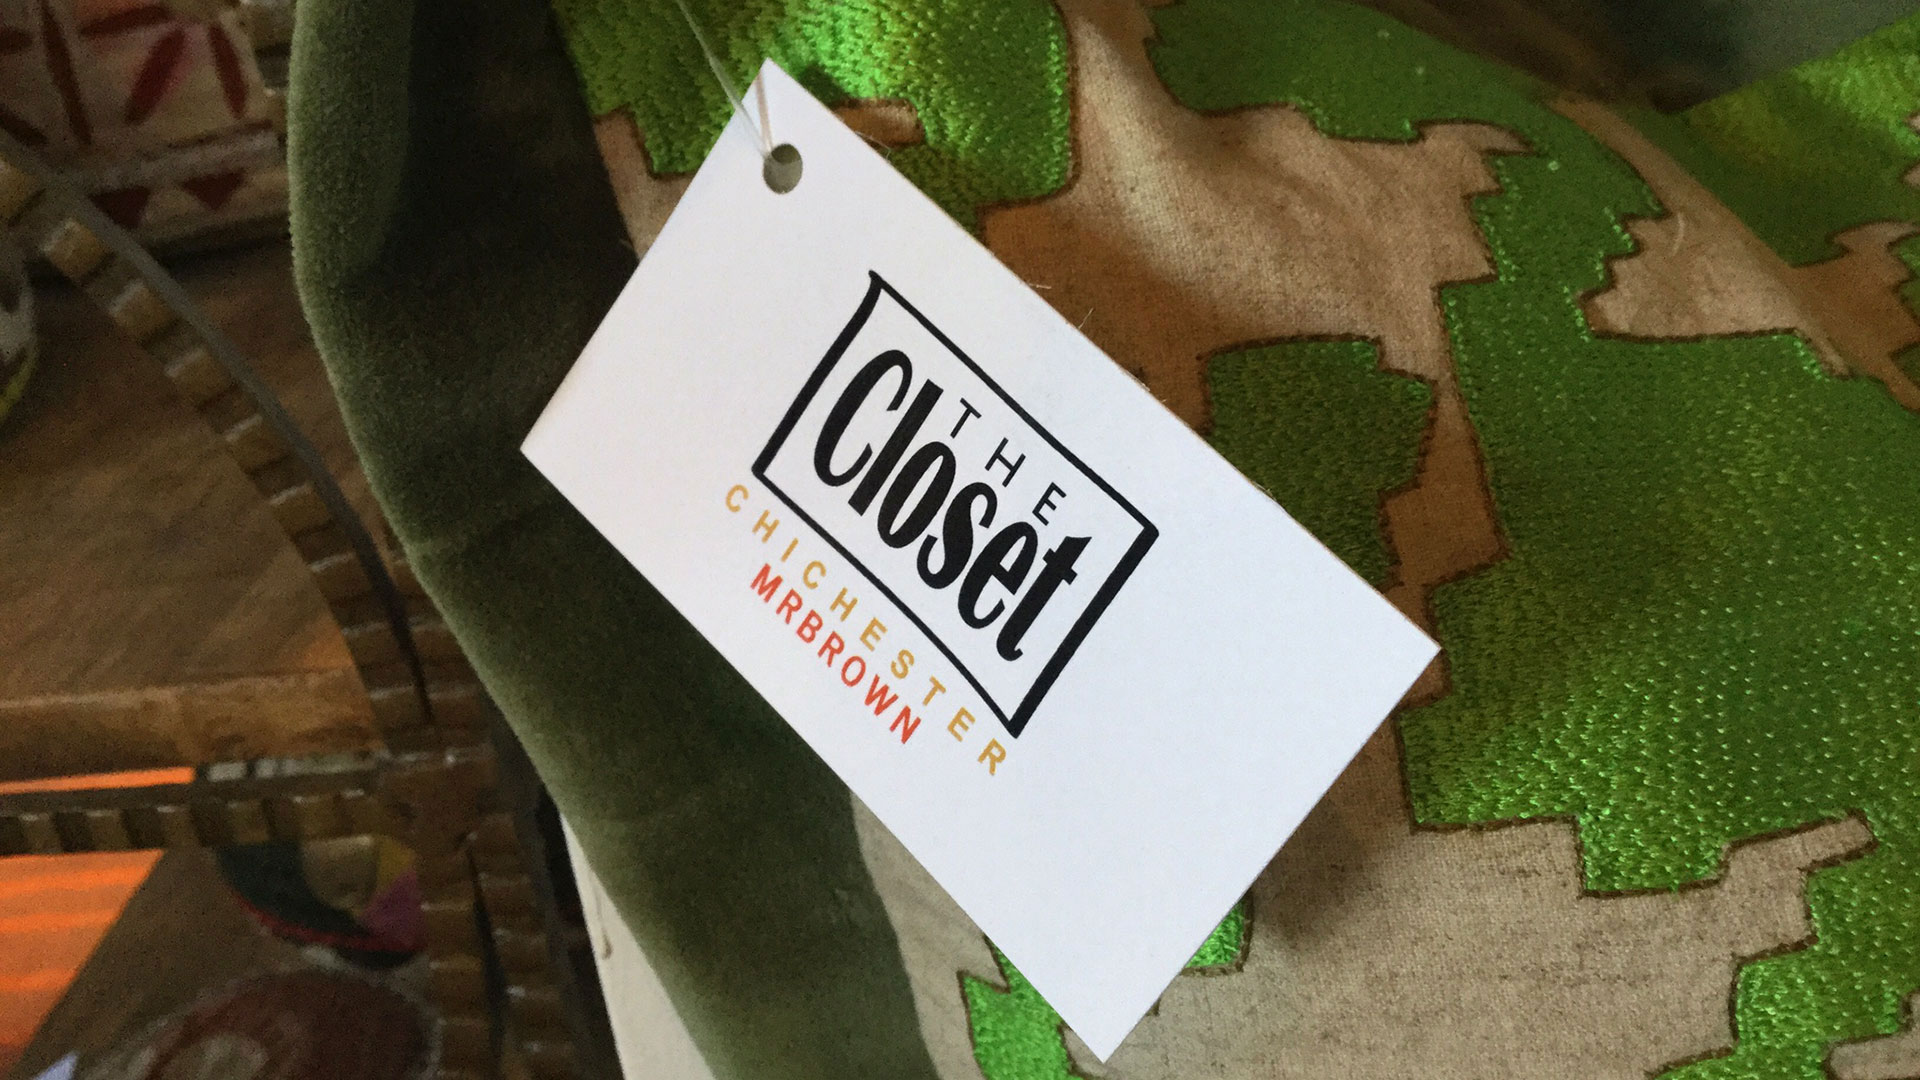 THE
Closet
CHICHESTER
MRBROWN